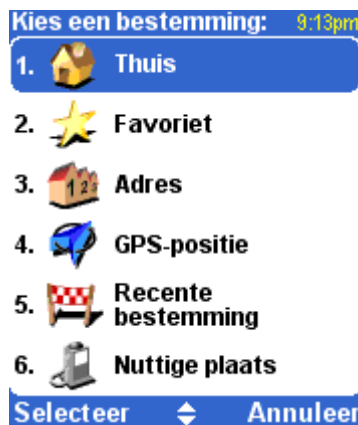 Kies een bestemming: 9:13pm
1. Thuis
2. Favoriet
3. 123 Adres
4. GPS-positie
5. Recente
bestemming
6. Nuttige plaats
Selecteer Annuleer